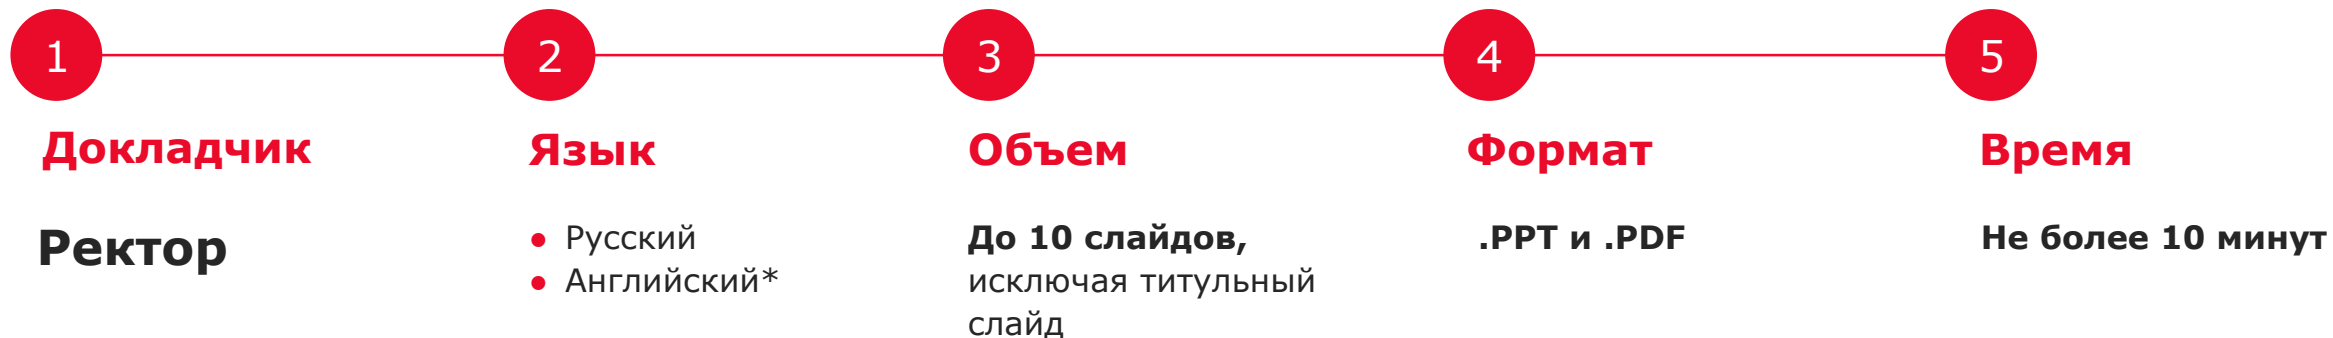 1
2
3
4
5
Докладчик
Язык
Объем
Формат
Время
Ректор
● Русский
● Английский*
До 10 слайдов,
исключая титульный
слайд
.PPT и .PDF
Не более 10 минут